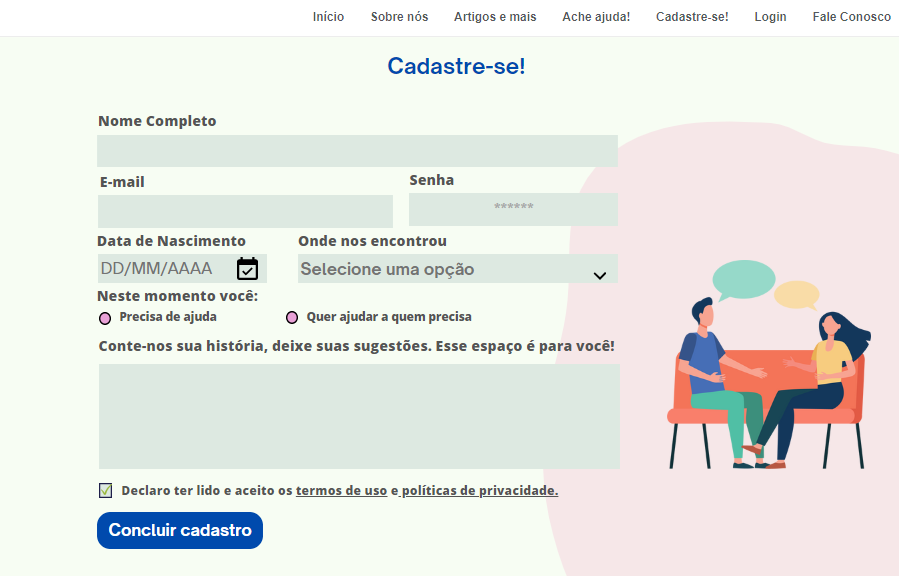 Início Sobre nós Artigos e mais Ache ajuda! Cadastre-se! Login Fale Conosco
Cadastre-se!
Nome Completo
E-mail Senha
******
Data de Nascimento Onde nos encontrou
DD/MM/AAAA Selecione uma opção
Neste momento você:
Precisa de ajuda Quer ajudar a quem precisa
Conte-nos sua história, deixe suas sugestões. Esse espaço é para você!
Declaro ter lido e aceito os termos de uso e políticas de privacidade.
Concluir cadastro